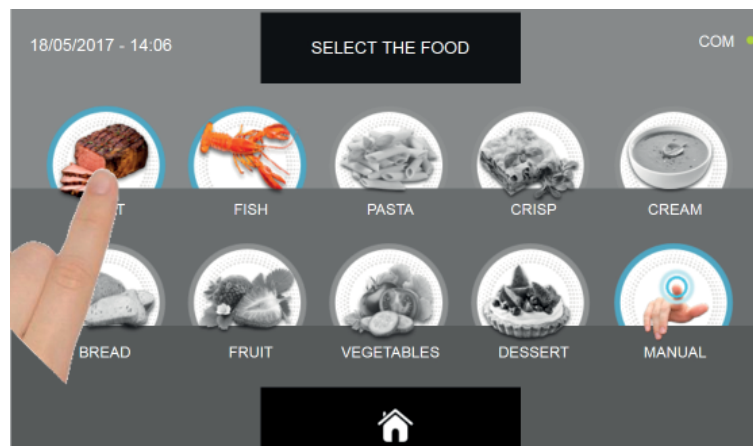 18/05/2017 - 14:06
SELECT THE FOOD
COM
FISH
PASTA
CRISP
CREAM
BREAD
FRUIT
VEGETABLES
DESSERT
MANUAL